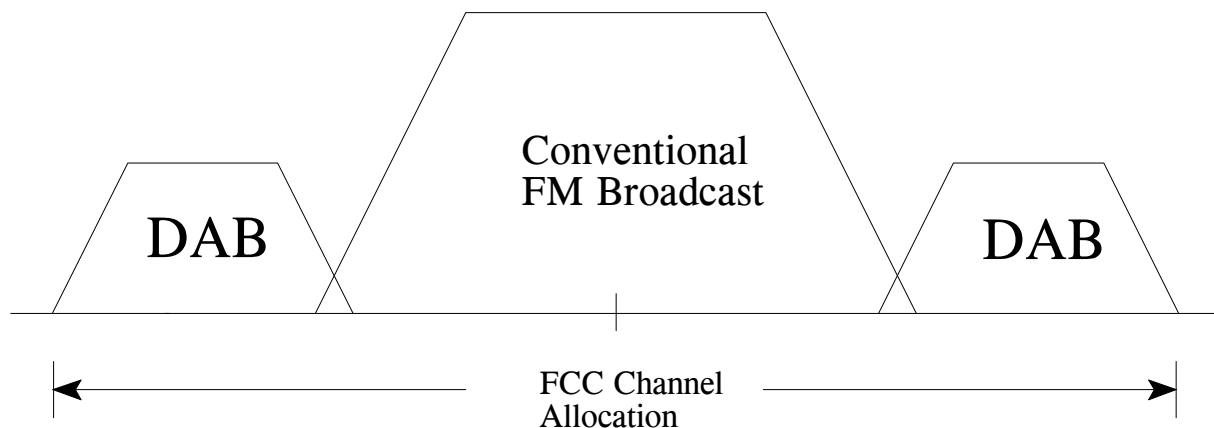 Conventional
FM Broadcast
DAB
DAB
FCC Channel
Allocation